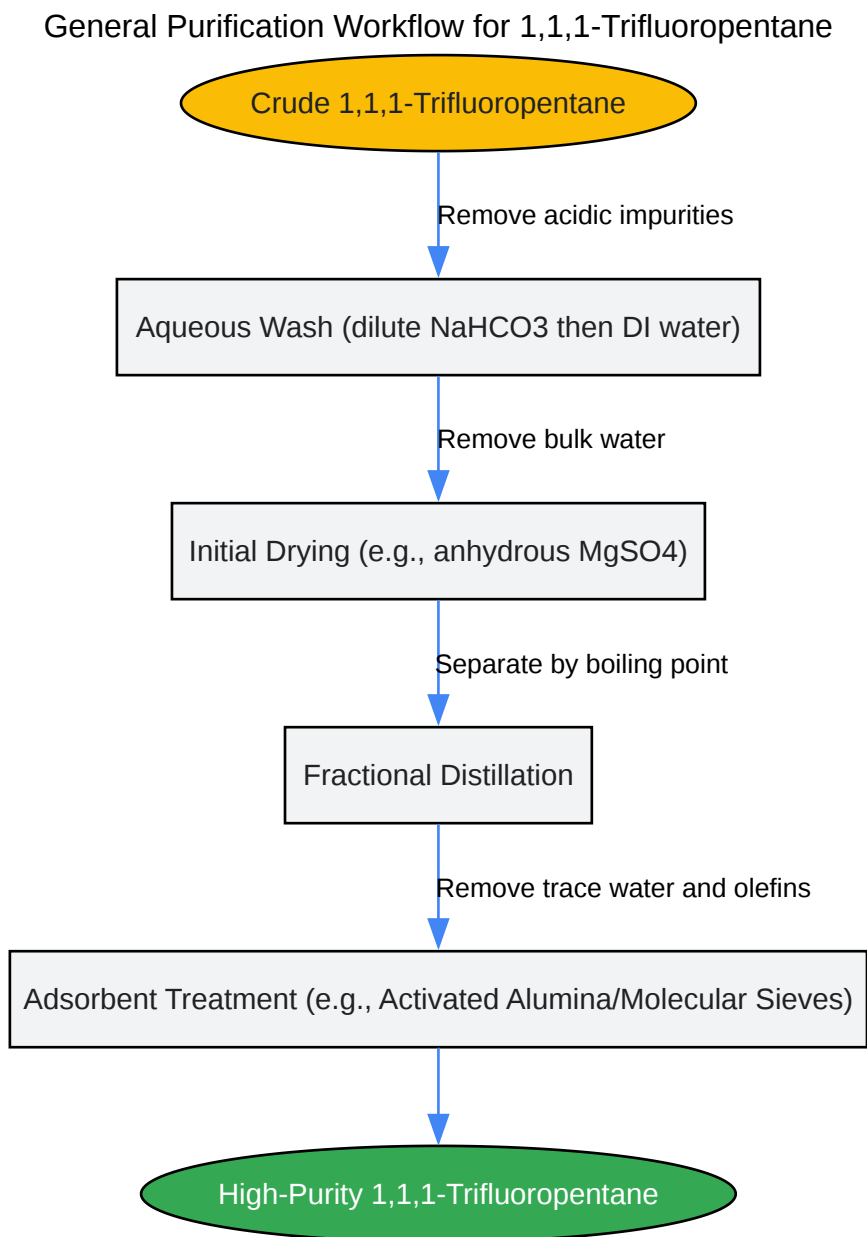 General Purification Workflow for 1,1,1-Trifluoropentane
Crude 1,1,1-Trifluoropentane
Remove acidic impurities
Aqueous Wash (dilute NaHCO3 then DI water)
Remove bulk water
Initial Drying (e.g., anhydrous MgSO4)
Separate by boiling point
Fractional Distillation
Remove trace water and olefins
Adsorbent Treatment (e.g., Activated Alumina/Molecular Sieves)
High-Purity 1,1,1-Trifluoropentane